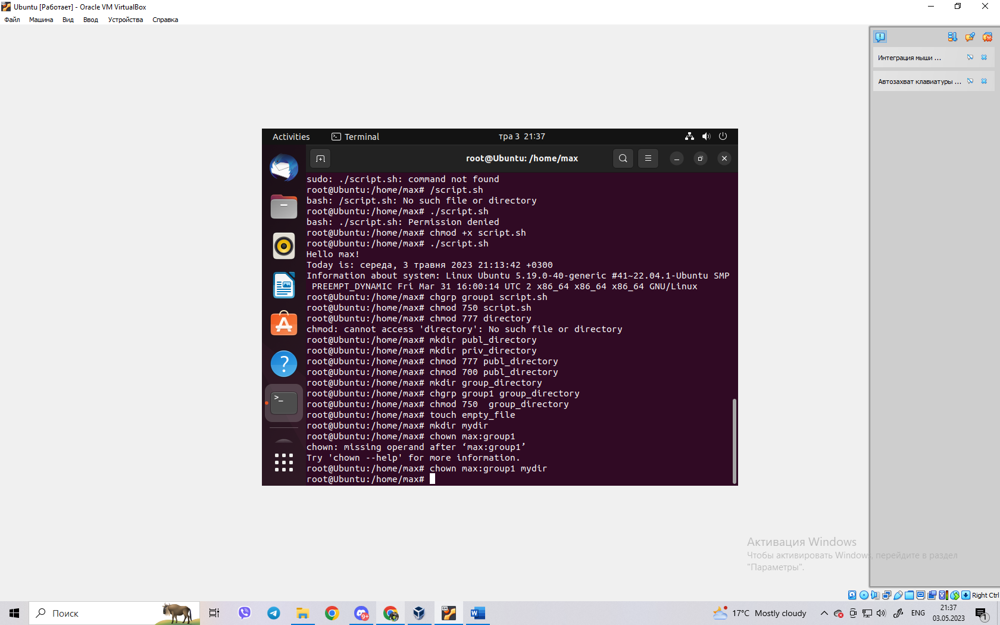 Ubuntu [Работает] - Oracle VM VirtualBox
Файл Машина Вид Ввод Устройства Справка
Интеграция мыши ...
Автозахват клавиатуры ...
Activities Terminal тра 3 21:37
root@Ubuntu: /home/max
sudo: ./script.sh: command not found
root@Ubuntu:/home/max# /script.sh
bash: /script.sh: No such file or directory
root@Ubuntu:/home/max# ./script.sh
bash: ./script.sh: Permission denied
root@Ubuntu:/home/max# chmod +x script.sh
root@Ubuntu:/home/max# ./script.sh
Hello max!
Today is: середа, 3 травня 2023 21:13:42 +0300
Information about system: Linux Ubuntu 5.19.0-40-generic #41~22.04.1-Ubuntu SMP
PREEMPT_DYNAMIC Fri Mar 31 16:00:14 UTC 2 x86_64 x86_64 x86_64 GNU/Linux
root@Ubuntu:/home/max# chgrp group1 script.sh
root@Ubuntu:/home/max# chmod 750 script.sh
root@Ubuntu:/home/max# chmod 777 directory
chmod: cannot access 'directory': No such file or directory
root@Ubuntu:/home/max# mkdir publ_directory
root@Ubuntu:/home/max# mkdir priv_directory
root@Ubuntu:/home/max# chmod 777 publ_directory
root@Ubuntu:/home/max# chmod 700 publ_directory
root@Ubuntu:/home/max# mkdir group_directory
root@Ubuntu:/home/max# chgrp group1 group_directory
root@Ubuntu:/home/max# chmod 750  group_directory
root@Ubuntu:/home/max# touch empty_file
root@Ubuntu:/home/max# mkdir mydir
root@Ubuntu:/home/max# chown max:group1
chown: missing operand after ‘max:group1’
Try 'chown --help' for more information.
root@Ubuntu:/home/max# chown max:group1 mydir
root@Ubuntu:/home/max#
Активация Windows
Чтобы активировать Windows, перейдите в раздел
"Параметры".
Right Ctrl
Поиск
17°C Mostly cloudy
ENG
21:37
03.05.2023